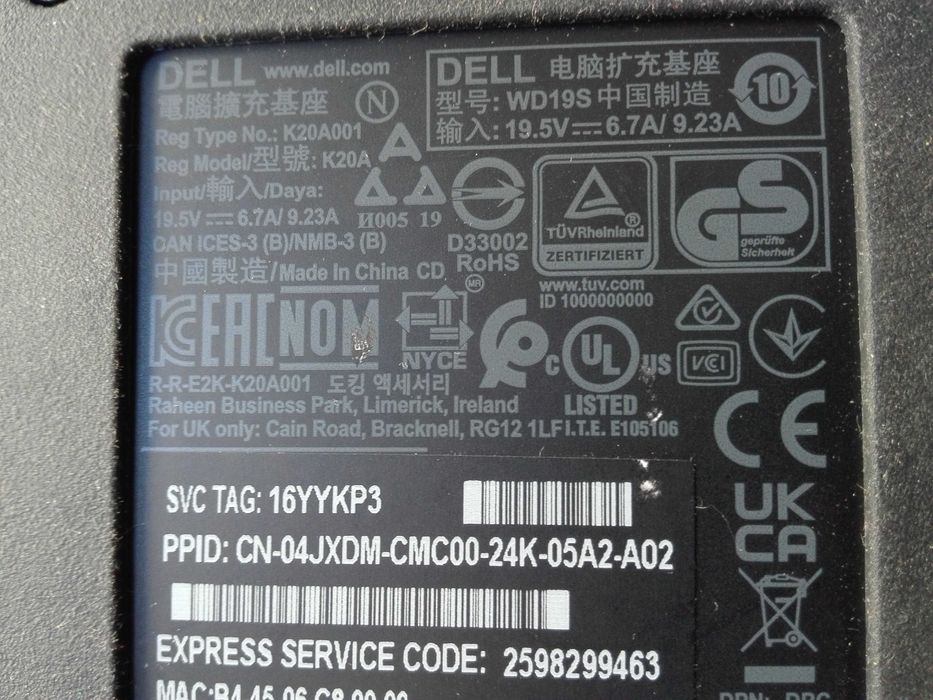 DELL www.dell.com
電腦擴充基座 N
Reg Type No.: K20A001
Reg Model/型號: K20A
Input/輸入/Daya:
19.5V 6.7A/ 9.23A
CAN ICES-3 (B)/NMB-3 (B)
中國製造/Made In China CD
DELL 电脑扩充基座
型号: WD19S 中国制造
输入: 19.5V 6.7A/ 9.23A
10
И005 19
D33002
RoHS
TÜVRheinland
ZERTIFIZIERT
www.tuv.com
ID 1000000000
GS
geprüfte
Sicherheit
KC EAC NOM
MR
NYCE
c UL US
LISTED
I.T.E. E105106
VCI
R-R-E2K-K20A001 도킹 액세서리
Raheen Business Park, Limerick, Ireland
For UK only: Cain Road, Bracknell, RG12 1LF
CE
UK
CA
SVC TAG: 16YYKP3
PPID: CN-04JXDM-CMC00-24K-05A2-A02
EXPRESS SERVICE CODE: 2598299463
MAC: